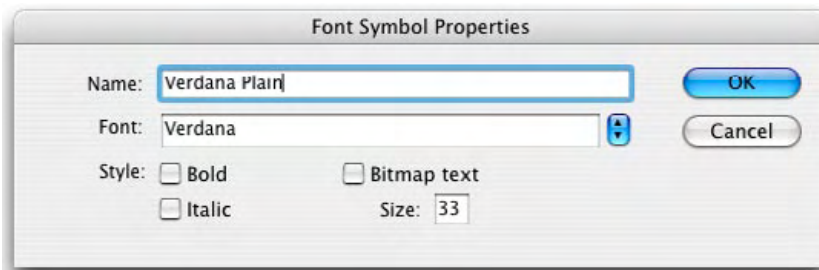 Font Symbol Properties
Name: Verdana Plain OK
Font: Verdana Cancel
Style: Bold Bitmap text
Italic Size: 33